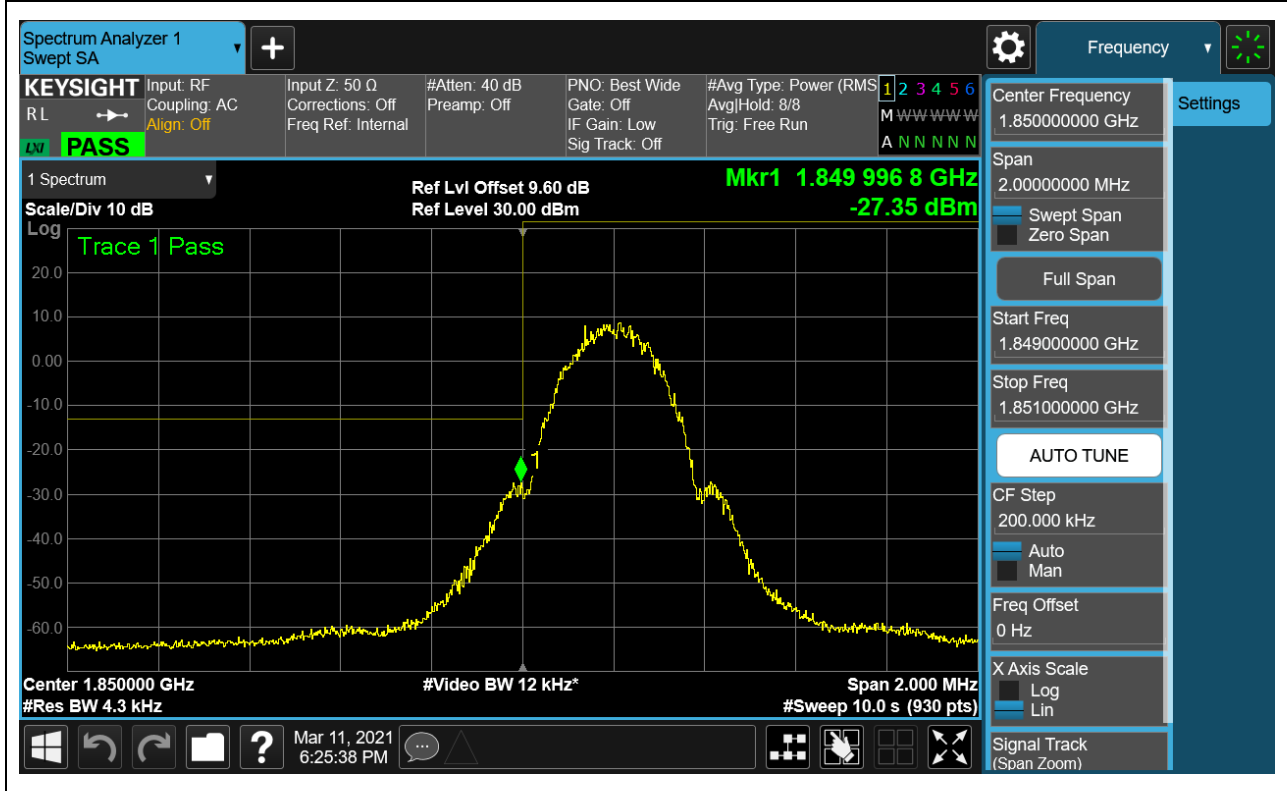 Spectrum Analyzer 1
Swept SA
+
Frequency
KEYSIGHT
R L
LXI
PASS
Input: RF
Coupling: AC
Align: Off
Input Z: 50 Ω
Corrections: Off
Freq Ref: Internal
#Atten: 40 dB
Preamp: Off
PNO: Best Wide
Gate: Off
IF Gain: Low
Sig Track: Off
#Avg Type: Power (RMS
Avg|Hold: 8/8
Trig: Free Run
1 2 3 4 5 6
M W W W W W W
A N N N N N
1 Spectrum
Scale/Div 10 dB
Ref Lvl Offset 9.60 dB
Ref Level 30.00 dBm
Mkr1 1.849 996 8 GHz
-27.35 dBm
Log
Trace 1 Pass
20.0
10.0
0.00
-10.0
-20.0
-30.0
-40.0
-50.0
-60.0
1
Center 1.850000 GHz
#Res BW 4.3 kHz
#Video BW 12 kHz*
Span 2.000 MHz
#Sweep 10.0 s (930 pts)
Mar 11, 2021
6:25:38 PM
?
Center Frequency
1.850000000 GHz
Span
2.00000000 MHz
Swept Span
Zero Span
Full Span
Start Freq
1.849000000 GHz
Stop Freq
1.851000000 GHz
AUTO TUNE
CF Step
200.000 kHz
Auto
Man
Freq Offset
0 Hz
X Axis Scale
Log
Lin
Signal Track
(Span Zoom)
Settings